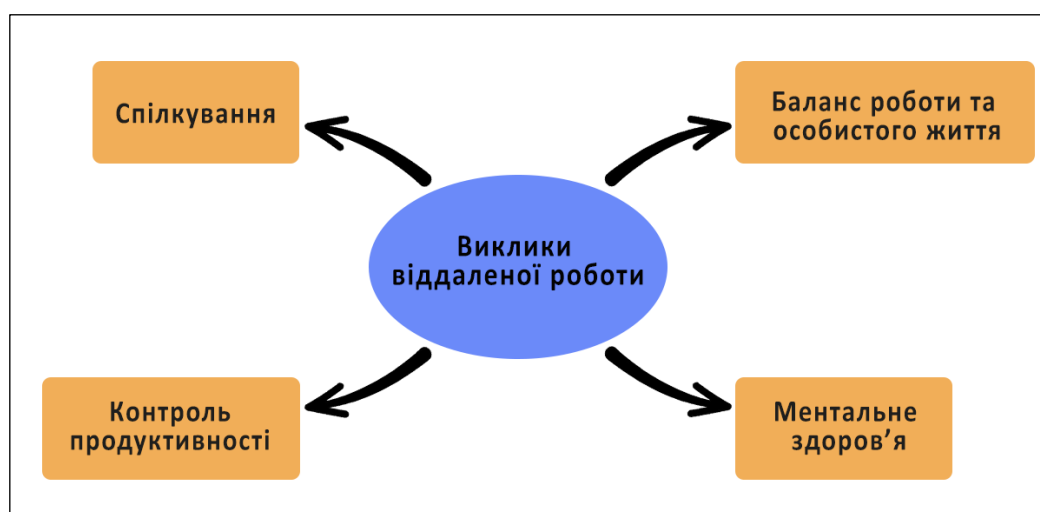 Спілкування
Баланс роботи та
особистого життя
Виклики
віддаленої роботи
Контроль
продуктивності
Ментальне
здоров’я